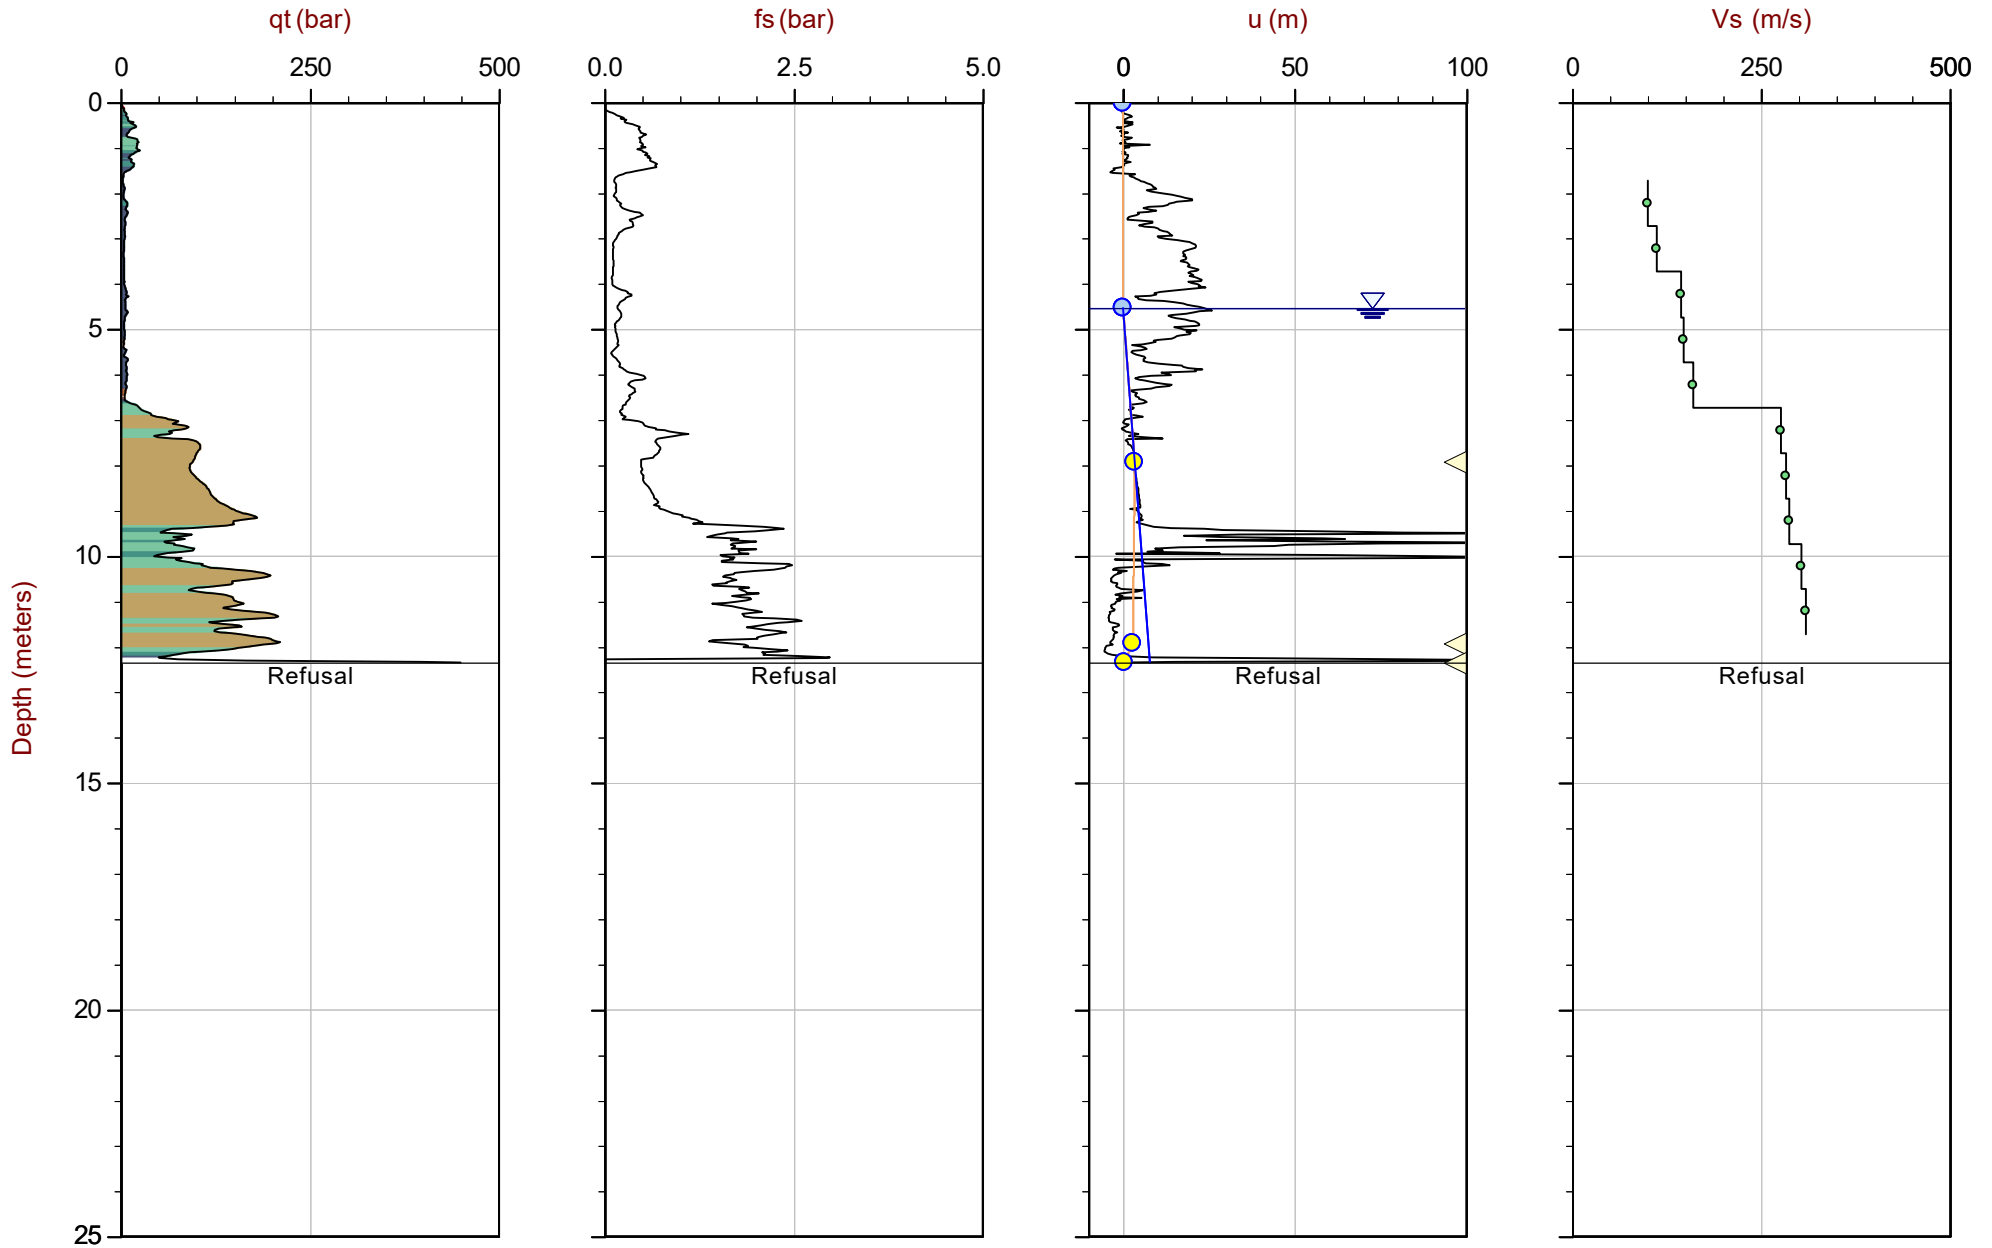 qt (bar)
fs (bar)
u (m)
Vs (m/s)
0 250 500
0.0 2.5 5.0
0 50 100
0 250 500
0
5
10
15
20
25
Depth (meters)
Refusal
Refusal
Refusal
Refusal